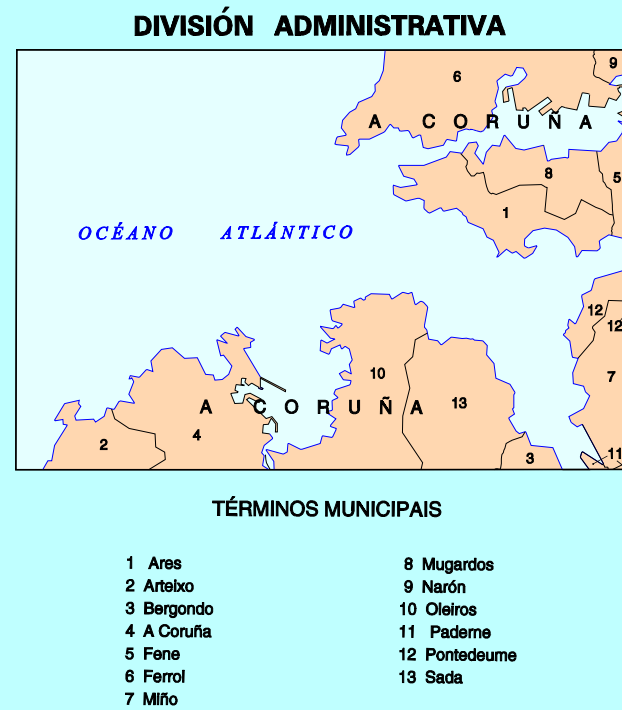 DIVISIÓN ADMINISTRATIVA
9
6
A CORUÑA
8
5
1
OCÉANO ATLÁNTICO
12
12
10
7
A CORUÑA
13
4
2
3
11
TÉRMINOS MUNICIPAIS
1 Ares
2 Arteixo
3 Bergondo
4 A Coruña
5 Fene
6 Ferrol
7 Miño
8 Mugardos
9 Narón
10 Oleiros
11 Paderne
12 Pontedeume
13 Sada